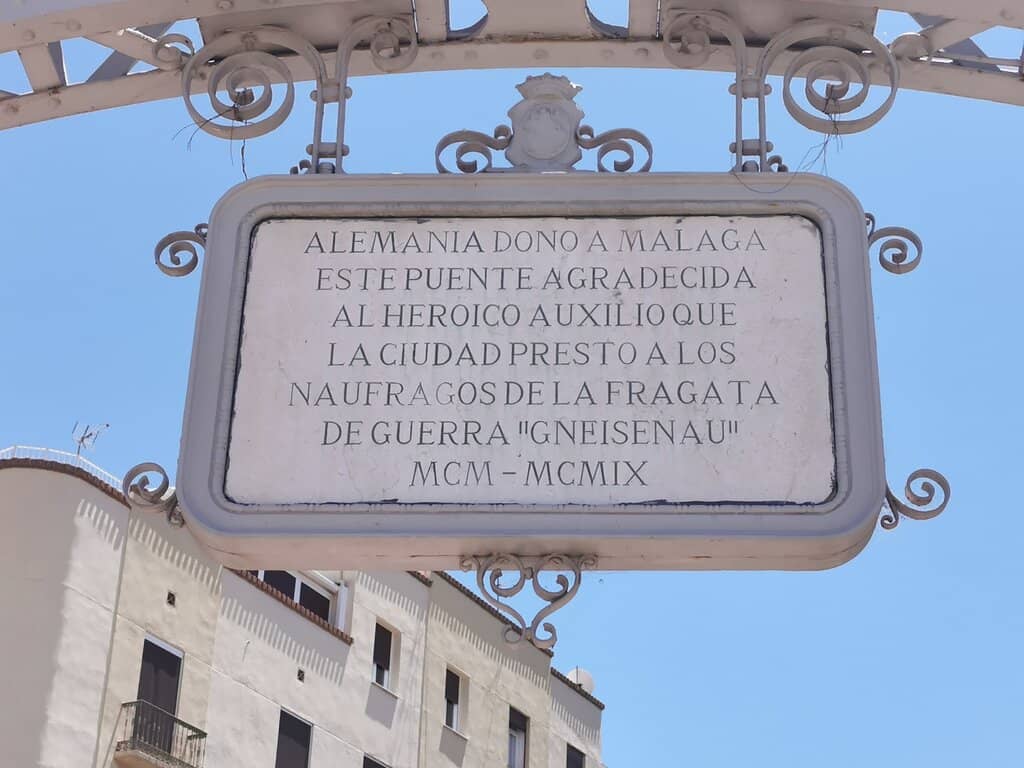 ALEMANIA DONO A MALAGA
ESTE PUENTE AGRADECIDA
AL HEROICO AUXILIO QUE
LA CIUDAD PRESTO A LOS
NAUFRAGOS DE LA FRAGATA
DE GUERRA "GNEISENAU"
MCM - MCMIX